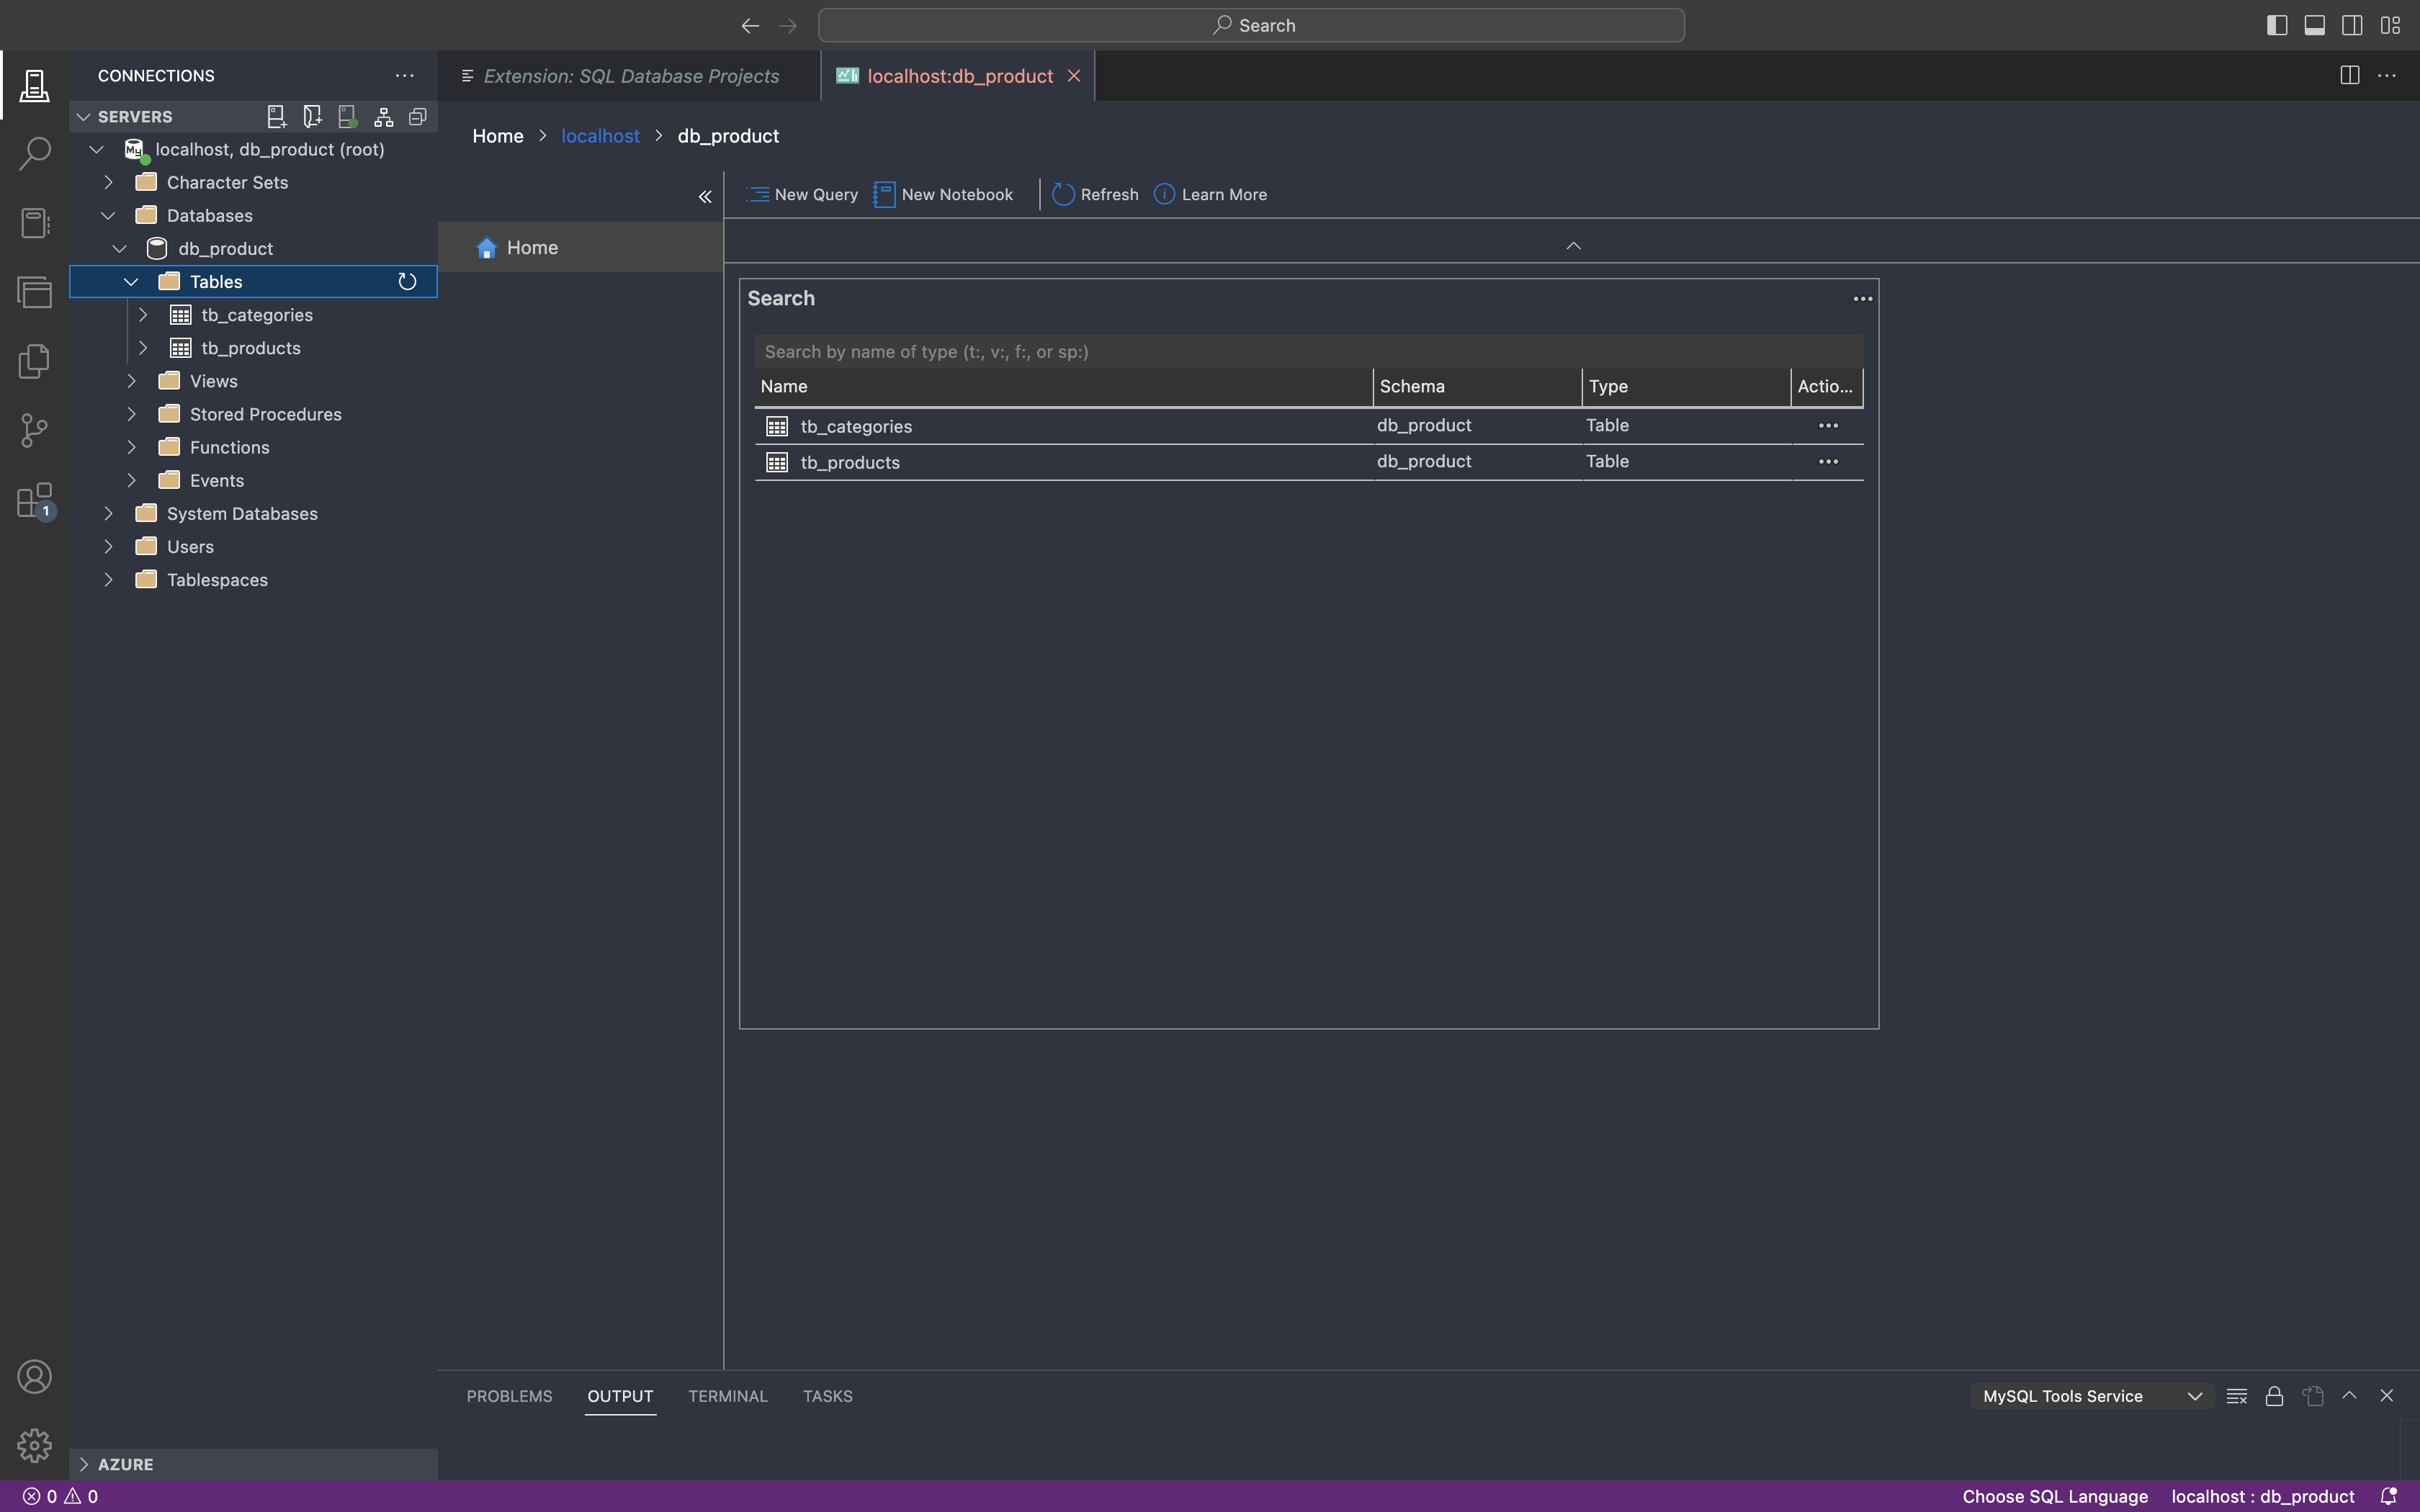 Search
CONNECTIONS
Extension: SQL Database Projects
localhost:db_product
SERVERS
Home > localhost > db_product
My
localhost, db_product (root)
Character Sets
New Query
New Notebook
Refresh
Learn More
Databases
db_product
Home
Tables
Search
tb_categories
tb_products
Search by name of type (t:, v:, f:, or sp:)
Views
Name Schema Type Actio...
Stored Procedures
tb_categories db_product Table
Functions
tb_products db_product Table
Events
1
System Databases
Users
Tablespaces
PROBLEMS OUTPUT TERMINAL TASKS
MySQL Tools Service
AZURE
0 0
Choose SQL Language localhost : db_product